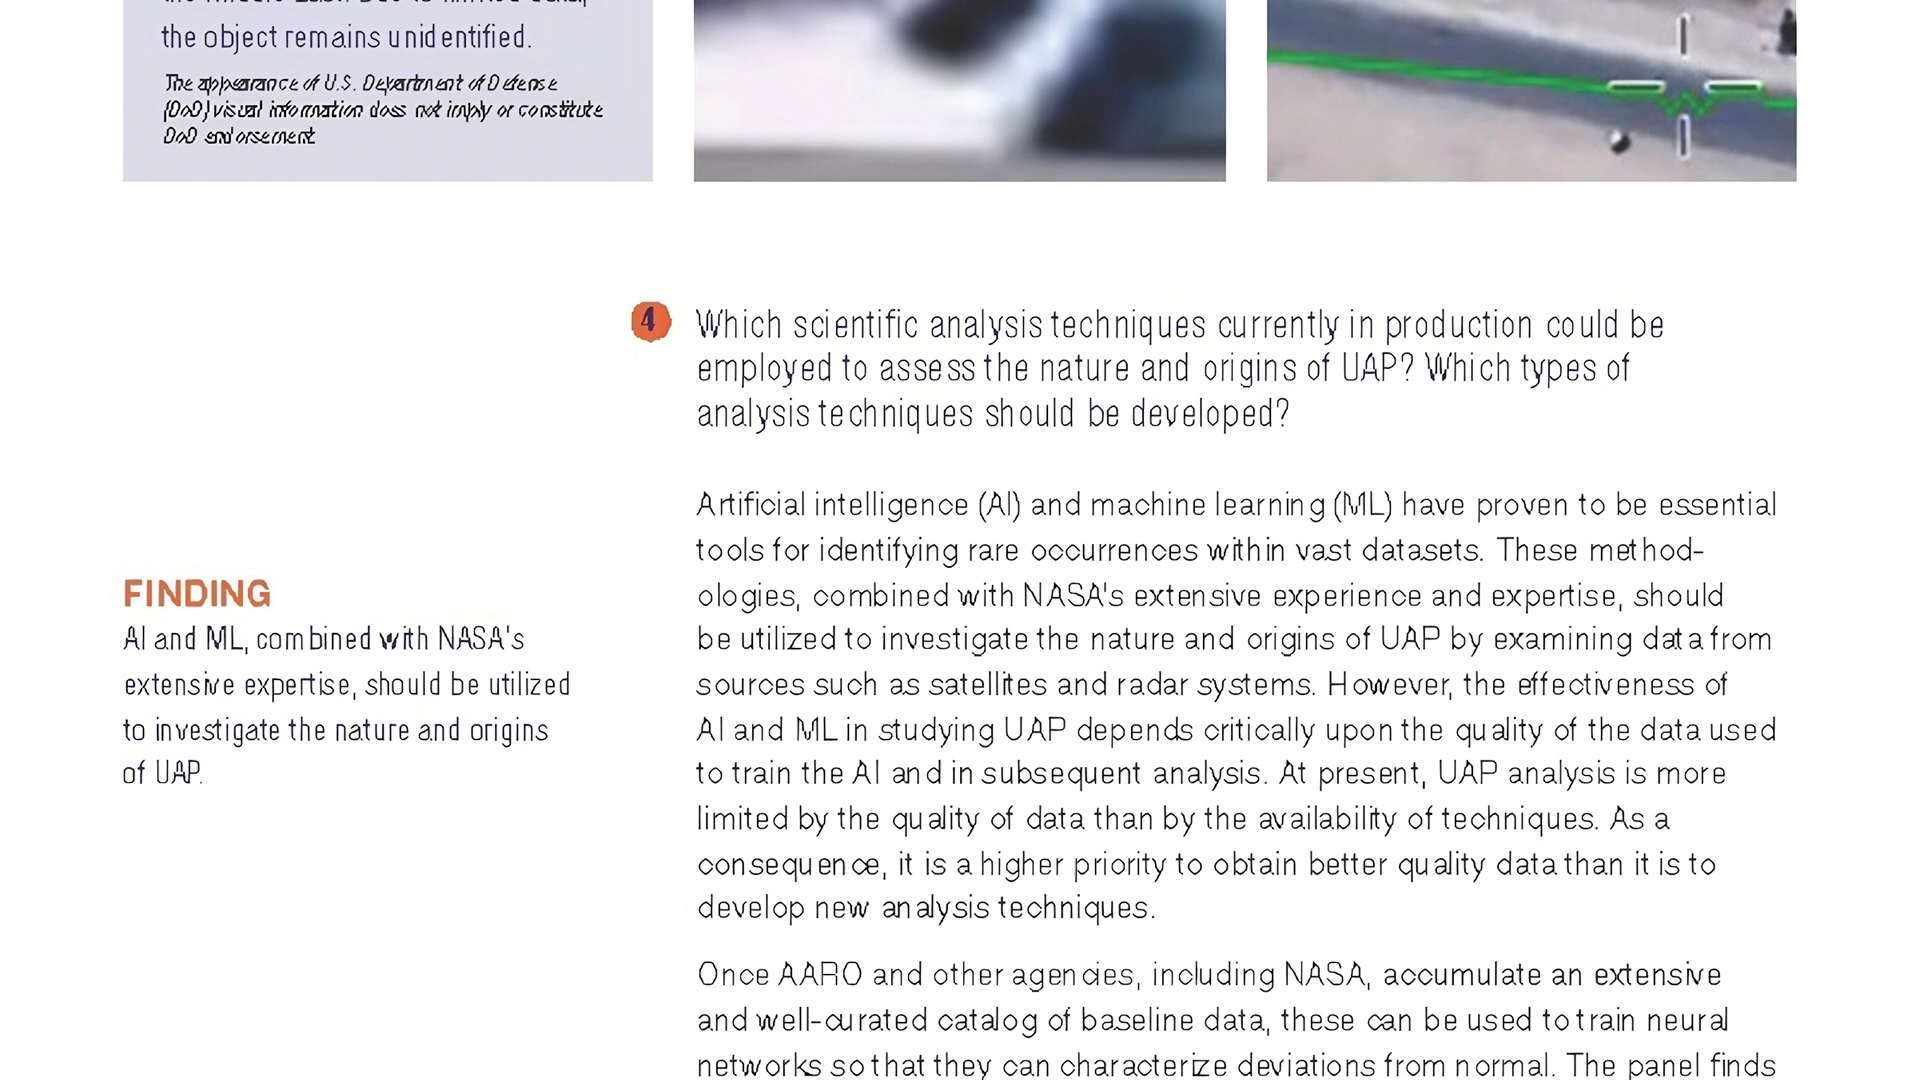 the object remains unidentified.
The appearance of U.S. Department of Defense
(DoD) visual information does not imply or constitute
DoD endorsement.
4
Which scientific analysis techniques currently in production could be
employed to assess the nature and origins of UAP? Which types of
analysis techniques should be developed?
FINDING
AI and ML, combined with NASA's
extensive expertise, should be utilized
to investigate the nature and origins
of UAP.
Artificial intelligence (AI) and machine learning (ML) have proven to be essential
tools for identifying rare occurrences within vast datasets. These method-
ologies, combined with NASA's extensive experience and expertise, should
be utilized to investigate the nature and origins of UAP by examining data from
sources such as satellites and radar systems. However, the effectiveness of
AI and ML in studying UAP depends critically upon the quality of the data used
to train the AI and in subsequent analysis. At present, UAP analysis is more
limited by the quality of data than by the availability of techniques. As a
consequence, it is a higher priority to obtain better quality data than it is to
develop new analysis techniques.
Once AARO and other agencies, including NASA, accumulate an extensive
and well-curated catalog of baseline data, these can be used to train neural
networks so that they can characterize deviations from normal. The panel finds